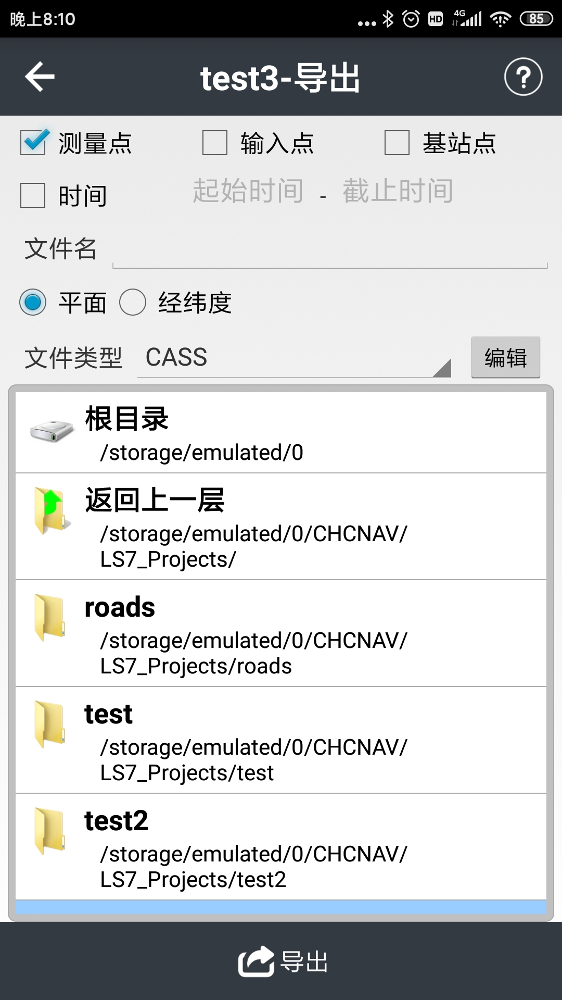 晚上8:10
HD 4G 85
test3-导出
测量点 输入点 基站点
时间 起始时间 - 截止时间
文件名
平面 经纬度
文件类型 CASS 编辑
根目录
/storage/emulated/0
返回上一层
/storage/emulated/0/CHCNAV/
LS7_Projects/
roads
/storage/emulated/0/CHCNAV/
LS7_Projects/roads
test
/storage/emulated/0/CHCNAV/
LS7_Projects/test
test2
/storage/emulated/0/CHCNAV/
LS7_Projects/test2
导出